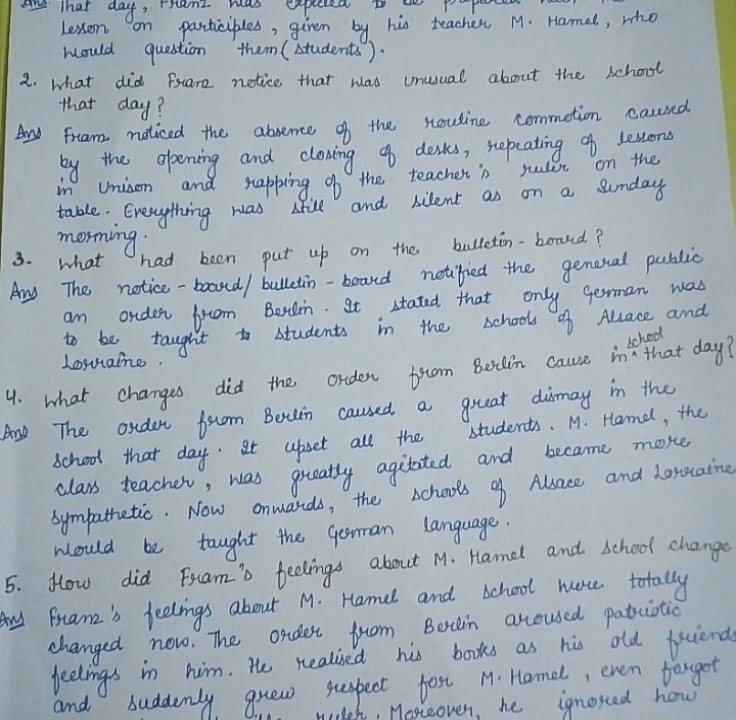 Ans That day, Franz was expected to be prepared
Lesson on participles, given by his teacher M. Hamel, who
would question them (students).
2. What did Franz notice that was unusual about the school
that day?
Ans Franz noticed the absence of the routine commotion caused
by the opening and closing of desks, repeating of lessons
in unison and rapping of the teacher's ruler on the
table. Everything was still and silent as on a Sunday
morning.
3. What had been put up on the bulletin-board?
Ans The notice-board/bulletin-board notified the general public
an order from Berlin. It stated that only German was
to be taught to students in the schools of Alsace and
Lorraine.
4. What changes did the order from Berlin cause in school that day?
Ans The order from Berlin caused a great dismay in the
school that day. It upset all the students. M. Hamel, the
class teacher, was greatly agitated and became more
sympathetic. Now onwards, the schools of Alsace and Lorraine
would be taught the German language.
5. How did Franz's feelings about M. Hamel and school change
Ans Franz's feelings about M. Hamel and school were totally
changed now. The order from Berlin aroused patriotic
feelings in him. He realised his books as his old friends
and suddenly grew respect for M. Hamel, even forgot
ruler. Moreover, he ignored how